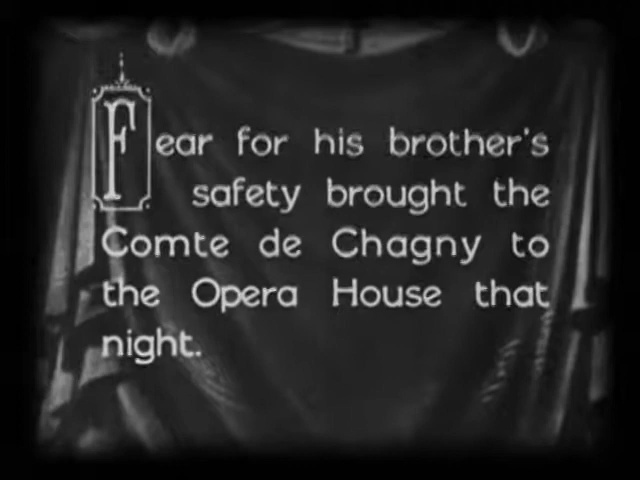 Fear for his brother's
safety brought the
Comte de Chagny to
the Opera House that
night.